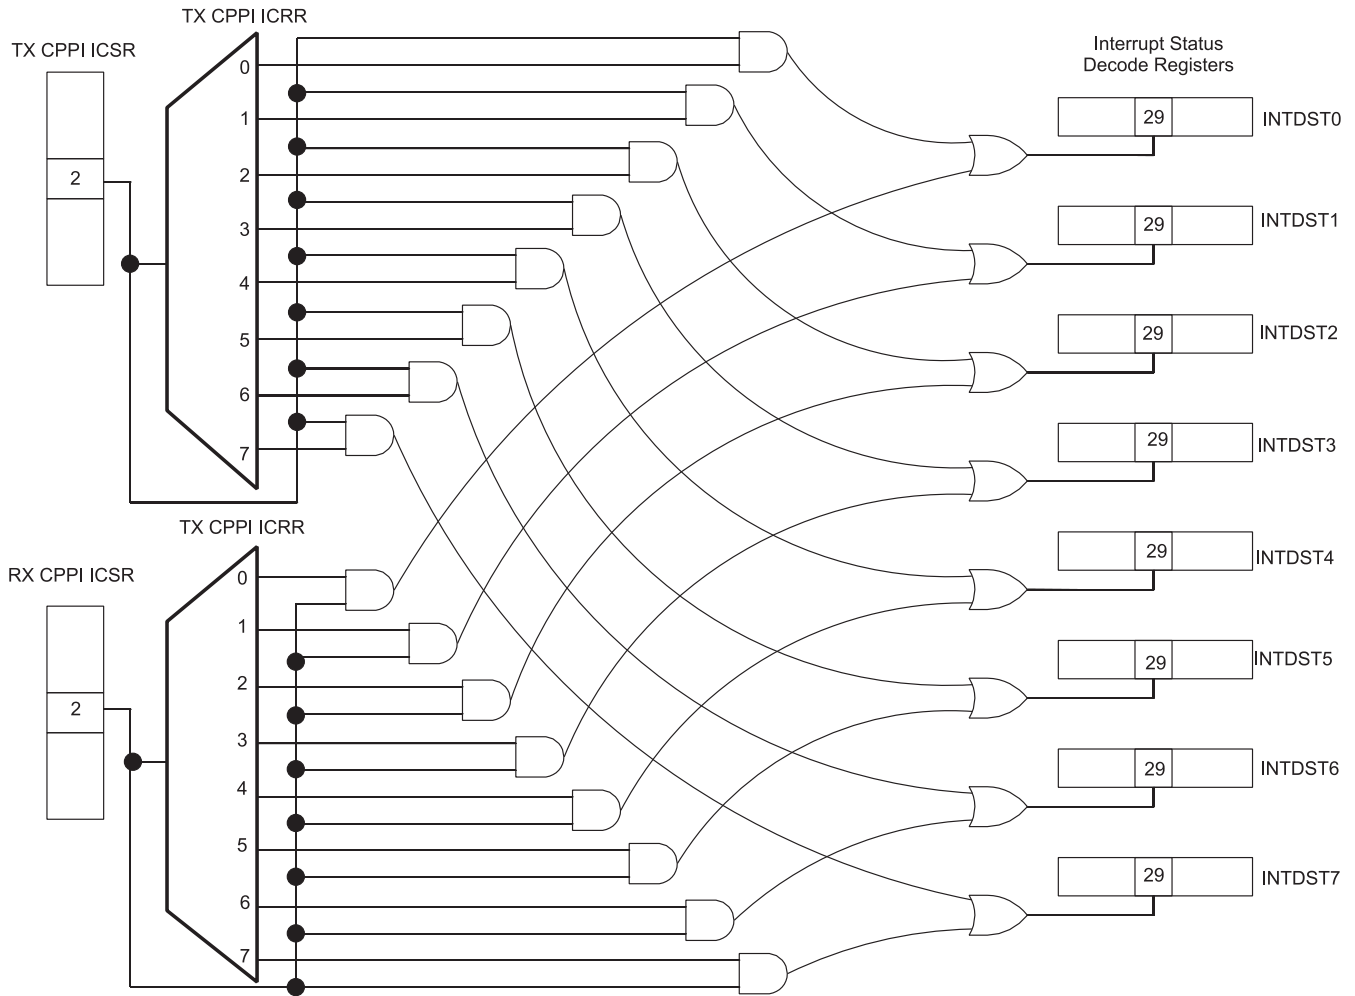 TX CPPI ICRR
TX CPPI ICSR
Interrupt Status
Decode Registers
0
29
INTDST0
1
2
2
29
INTDST1
3
4
29
INTDST2
5
6
29
INTDST3
7
TX CPPI ICRR
RX CPPI ICSR
0
29
INTDST4
1
2
29
INTDST5
2
3
29
INTDST6
4
5
29
INTDST7
6
7